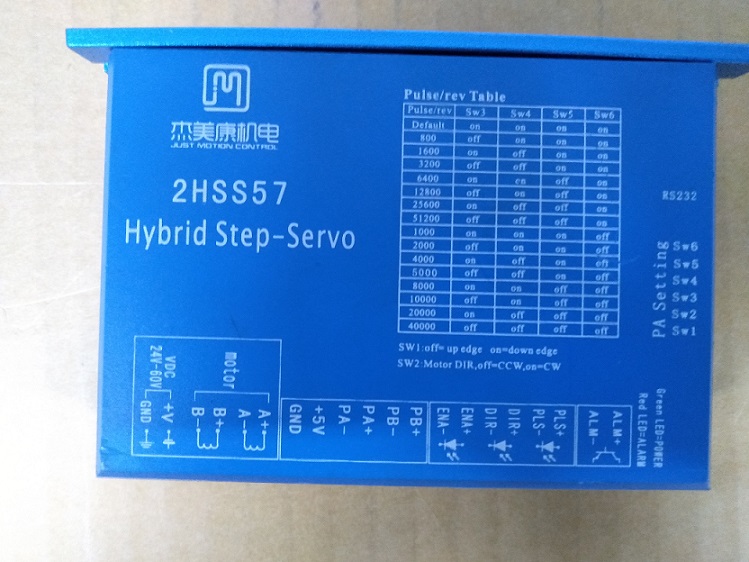 JM
杰美康机电
JUST MOTION CONTROL
2HSS57
Hybrid Step-Servo
Pulse/rev Table
Pulse/rev Sw3 Sw4 Sw5 Sw6
Default on on on on
800 off on on on
1600 on off on on
3200 off off on on
6400 on on off on
12800 off on off on
25600 on off off on
51200 off off off on
1000 on on on off
2000 off on on off
4000 on off on off
5000 off off on off
8000 on on off off
10000 off on off off
20000 on off off off
40000 off off off off
SW1:off= up edge on=down edge
SW2:Motor DIR,off=CCW,on=CW
RS232
PA Setting
Sw6
Sw5
Sw4
Sw3
Sw2
Sw1
Green LED=POWER
Red LED=ALARM
ALM+
ALM-
PLS+
PLS-
DIR+
DIR-
ENA+
ENA-
PB+
PB-
PA+
PA-
+5V
GND
motor
A+
A-
B+
B-
VDC
24V-60V
+V
GND